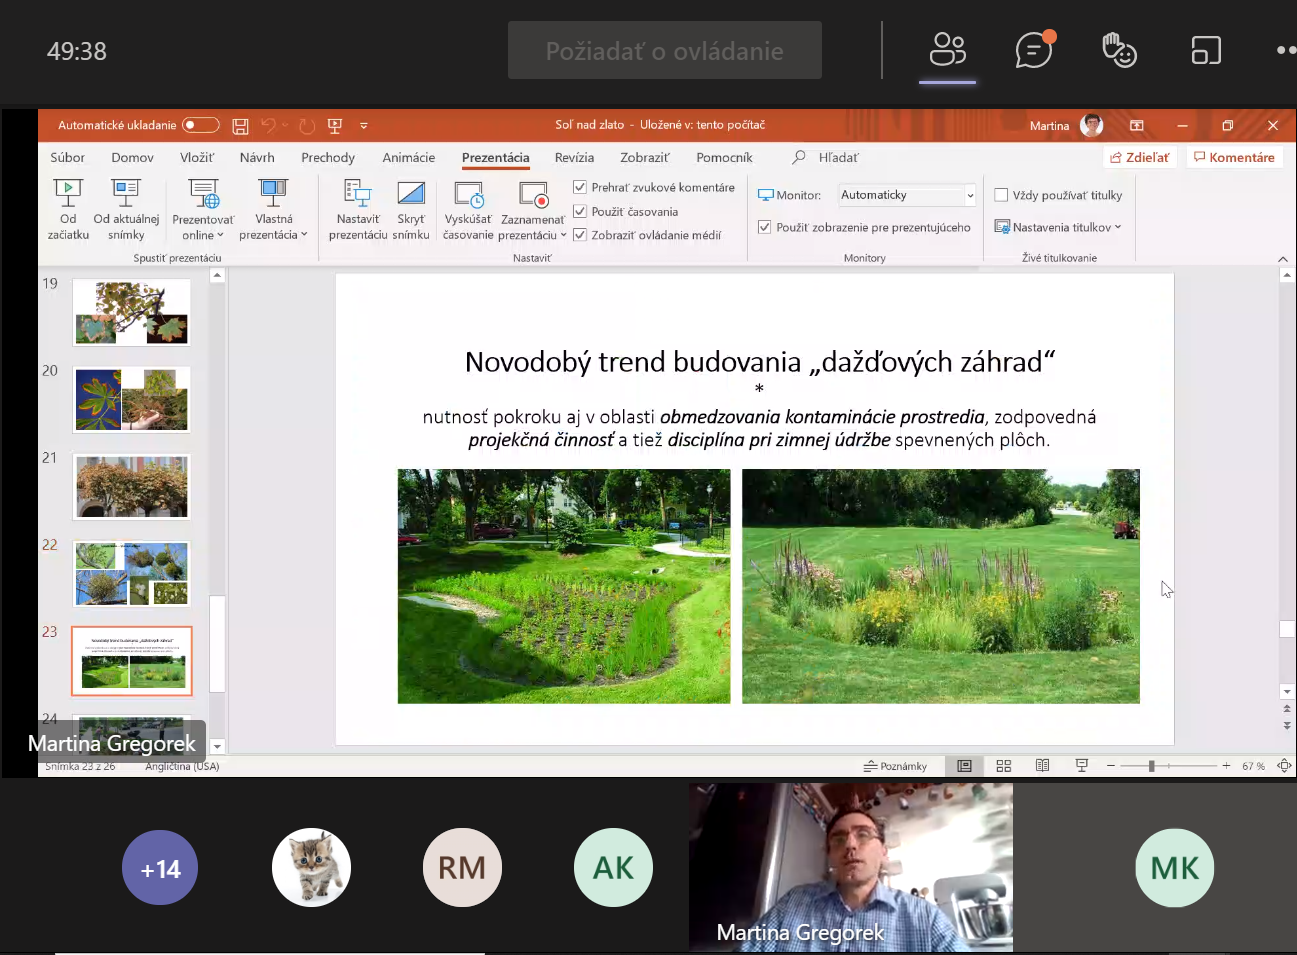 49:38
Požiadať o ovládanie
Automatické ukladanie
Soľ nad zlato - Uložené v: tento počítač
Martina
Súbor Domov Vložiť Návrh Prechody Animácie Prezentácia Revízia Zobraziť Pomocník Hľadať
Zdieľať Komentáre
Od začiatku
Od aktuálnej snímky
Prezentovať online
Vlastná prezentácia
Spustiť prezentáciu
Nastaviť prezentáciu
Skryť snímku
Vyskúšať časovanie
Zaznamenať prezentáciu
Prehrať zvukové komentáre
Použiť časovania
Zobraziť ovládanie médií
Nastaviť
Monitor: Automaticky
Použiť zobrazenie pre prezentujúceho
Monitory
Vždy používať titulky
Nastavenia titulkov
Živé titulkovanie
19
20
21
22
23
24
Novodobý trend budovania „dažďových záhrad“
*
nutnosť pokroku aj v oblasti obmedzovania kontaminácie prostredia, zodpovedná
projekčná činnosť a tiež disciplína pri zimnej údržbe spevnených plôch.
Martina Gregorek
Snímka 23 z 26 Angličtina (USA)
Poznámky
67 %
+14
RM
AK
Martina Gregorek
MK